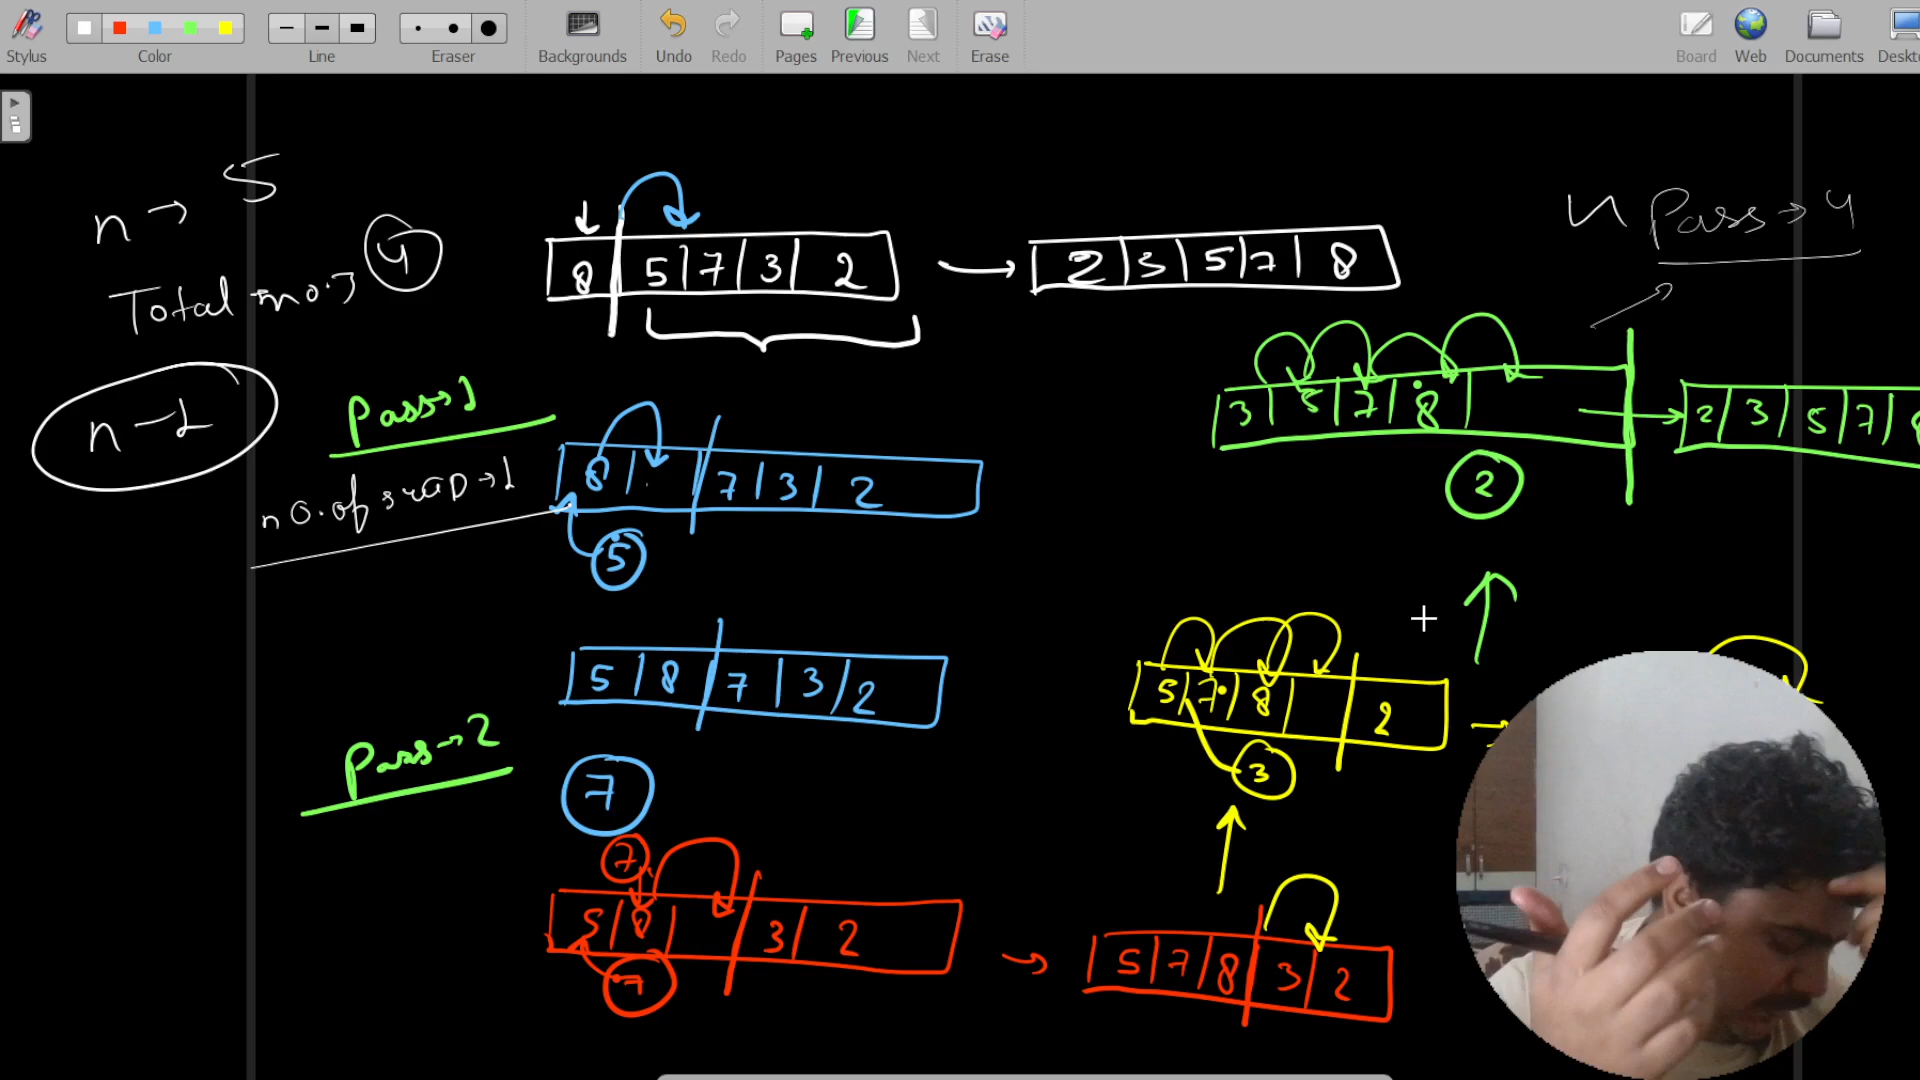 Stylus
Color
Line
Eraser
Backgrounds
Undo
Redo
Pages
Previous
Next
Erase
Board
Web
Documents
Deskto
n → 5
Total no. 4
n-1
8 5 7 3 2 → 2 3 5 7 8
n Pass → 4
Pass → 1
no. of → 1
8 7 3 2
5
3 5 7 8 → 2 3 5 7 8
2
5 8 7 3 2
Pass → 2
7
5 7 8 2 →
3
7
5 8 3 2 → 5 7 8 3 2
7